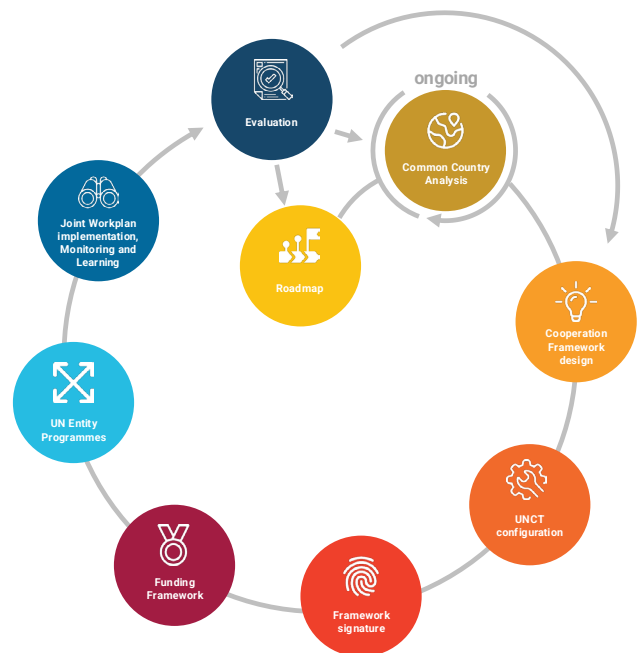 ongoing
Evaluation
Common Country
Analysis
Roadmap
Cooperation
Framework
design
UNCT
configuration
Framework
signature
Funding
Framework
UN Entity
Programmes
Joint Workplan
implementation,
Monitoring and
Learning